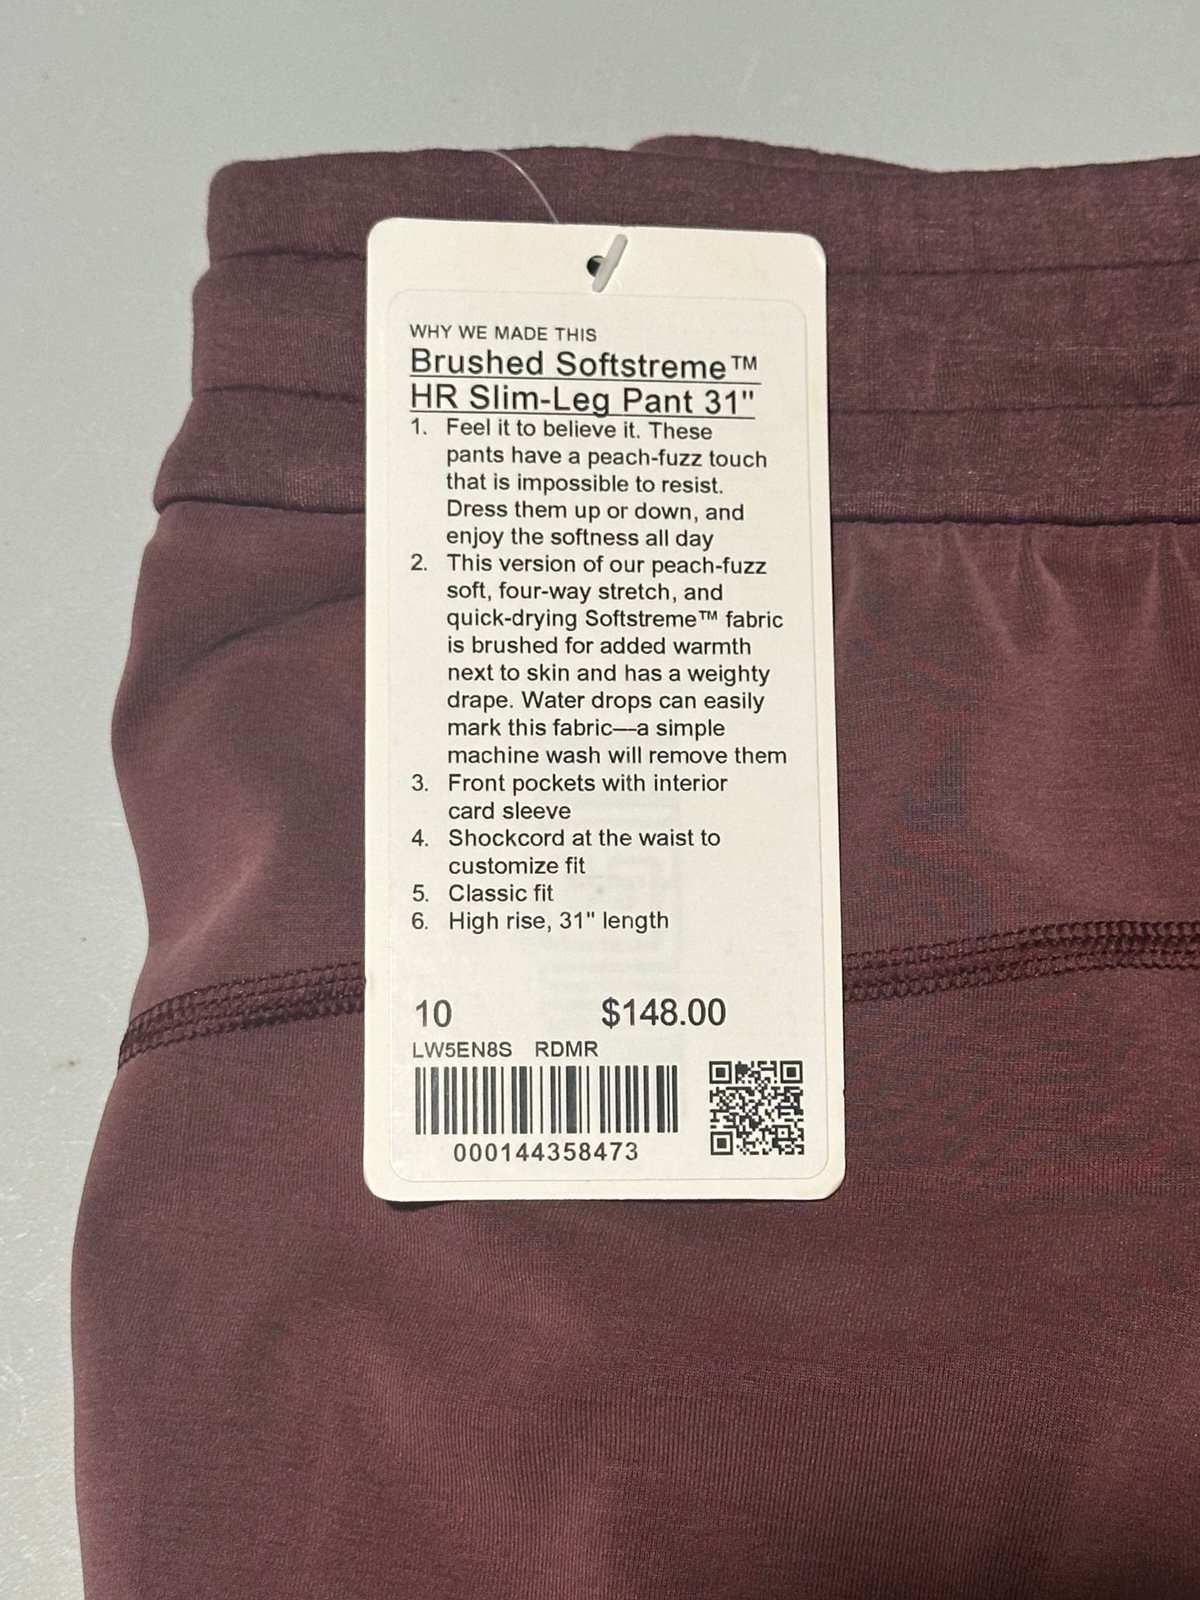 WHY WE MADE THIS
Brushed Softstreme™
HR Slim-Leg Pant 31"
1. Feel it to believe it. These
pants have a peach-fuzz touch
that is impossible to resist.
Dress them up or down, and
enjoy the softness all day
2. This version of our peach-fuzz
soft, four-way stretch, and
quick-drying Softstreme™ fabric
is brushed for added warmth
next to skin and has a weighty
drape. Water drops can easily
mark this fabric—a simple
machine wash will remove them
3. Front pockets with interior
card sleeve
4. Shockcord at the waist to
customize fit
5. Classic fit
6. High rise, 31" length
10 $148.00
LW5EN8S RDMR
000144358473